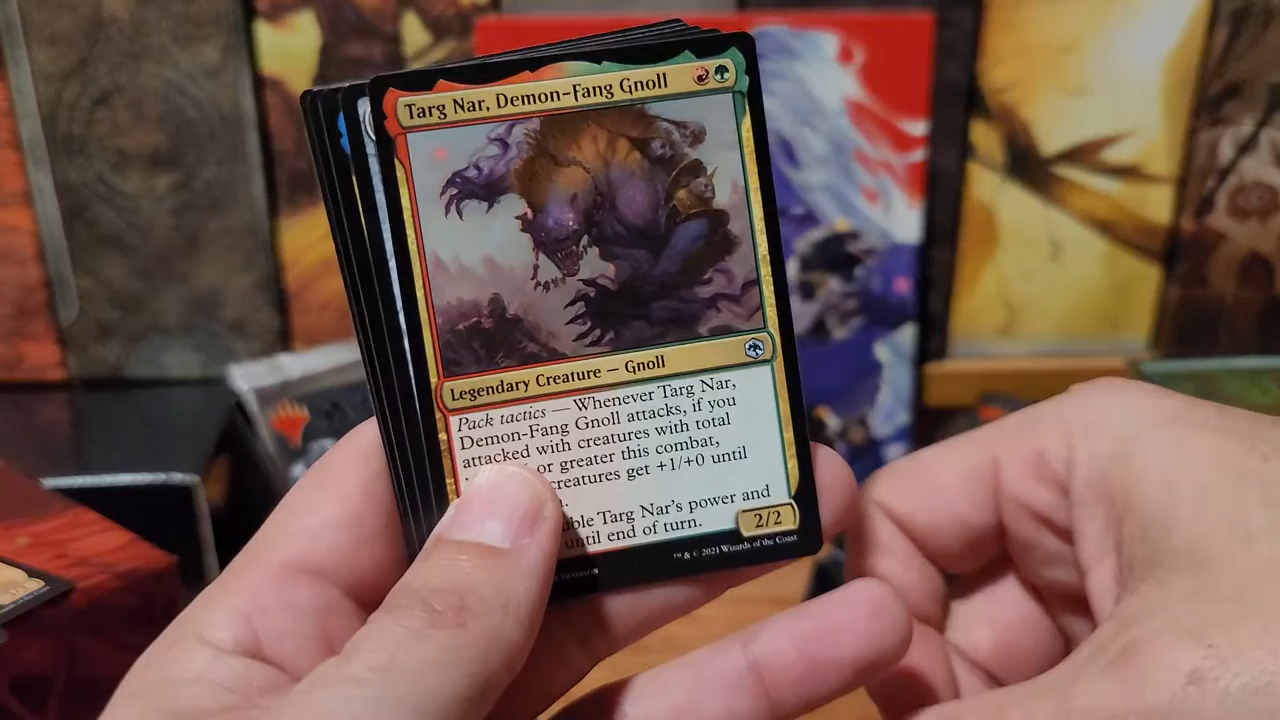 Targ Nar, Demon-Fang Gnoll
Legendary Creature — Gnoll
Pack tactics — Whenever Targ Nar,
Demon-Fang Gnoll attacks, if you
attacked with creatures with total
or greater this combat,
creatures get +1/+0 until
Targ Nar's power and
until end of turn.
2/2
™ & © 2021 Wizards of the Coast